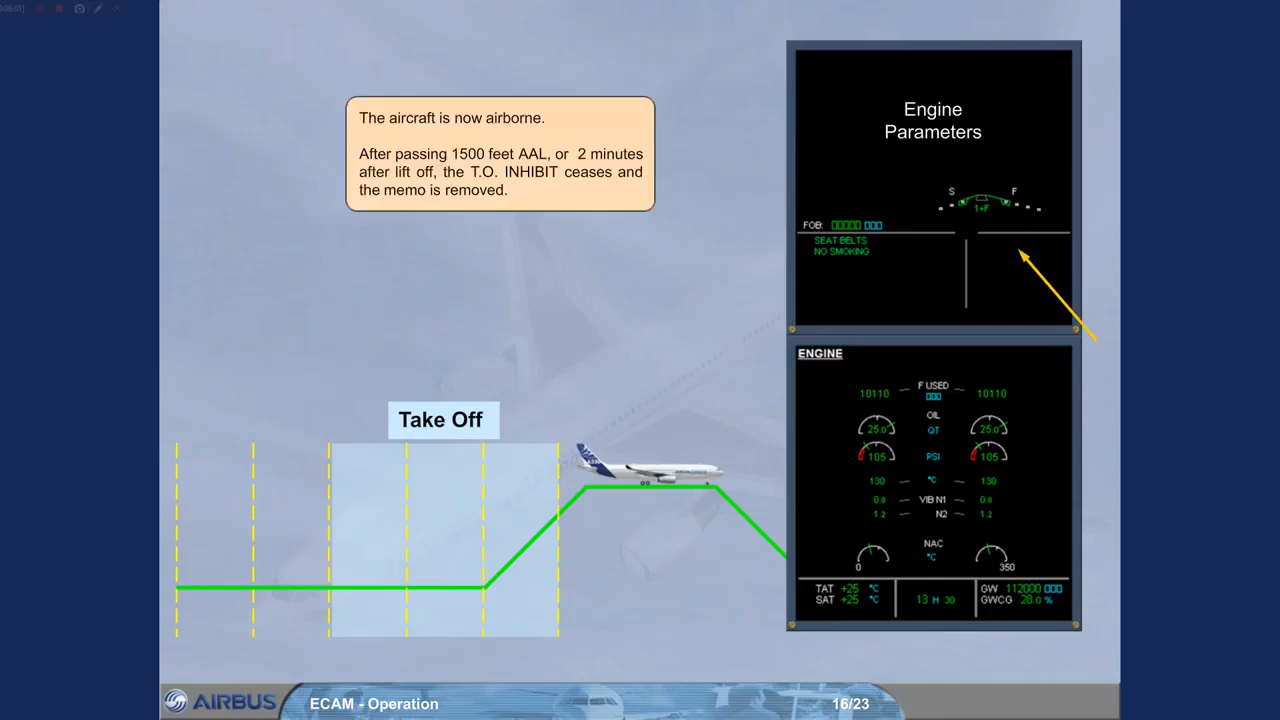 0:06:01]
The aircraft is now airborne.
After passing 1500 feet AAL, or 2 minutes
after lift off, the T.O. INHIBIT ceases and
the memo is removed.
Engine
Parameters
S F
1+F
FOB:
SEAT BELTS
NO SMOKING
Take Off
ENGINE
F USED
10110 10110
OIL
25.0 QT 25.0
105 PSI 105
130 °C 130
0.8 VIB N1 0.8
1.2 N2 1.2
NAC
°C
0 350
TAT +25 °C
SAT +25 °C
13 H 30
GW 112000
GWCG 28.0 %
AIRBUS
ECAM - Operation
16/23